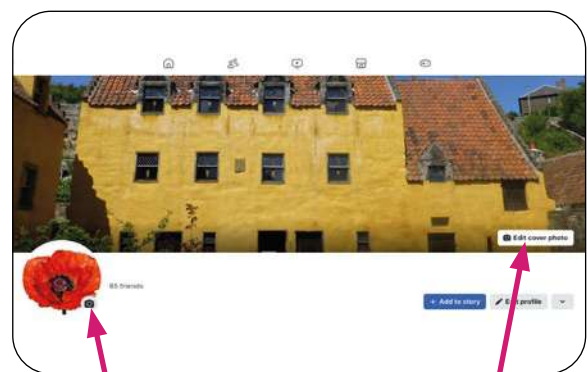 Edit cover photo
85 friends
+ Add to story
Edit profile